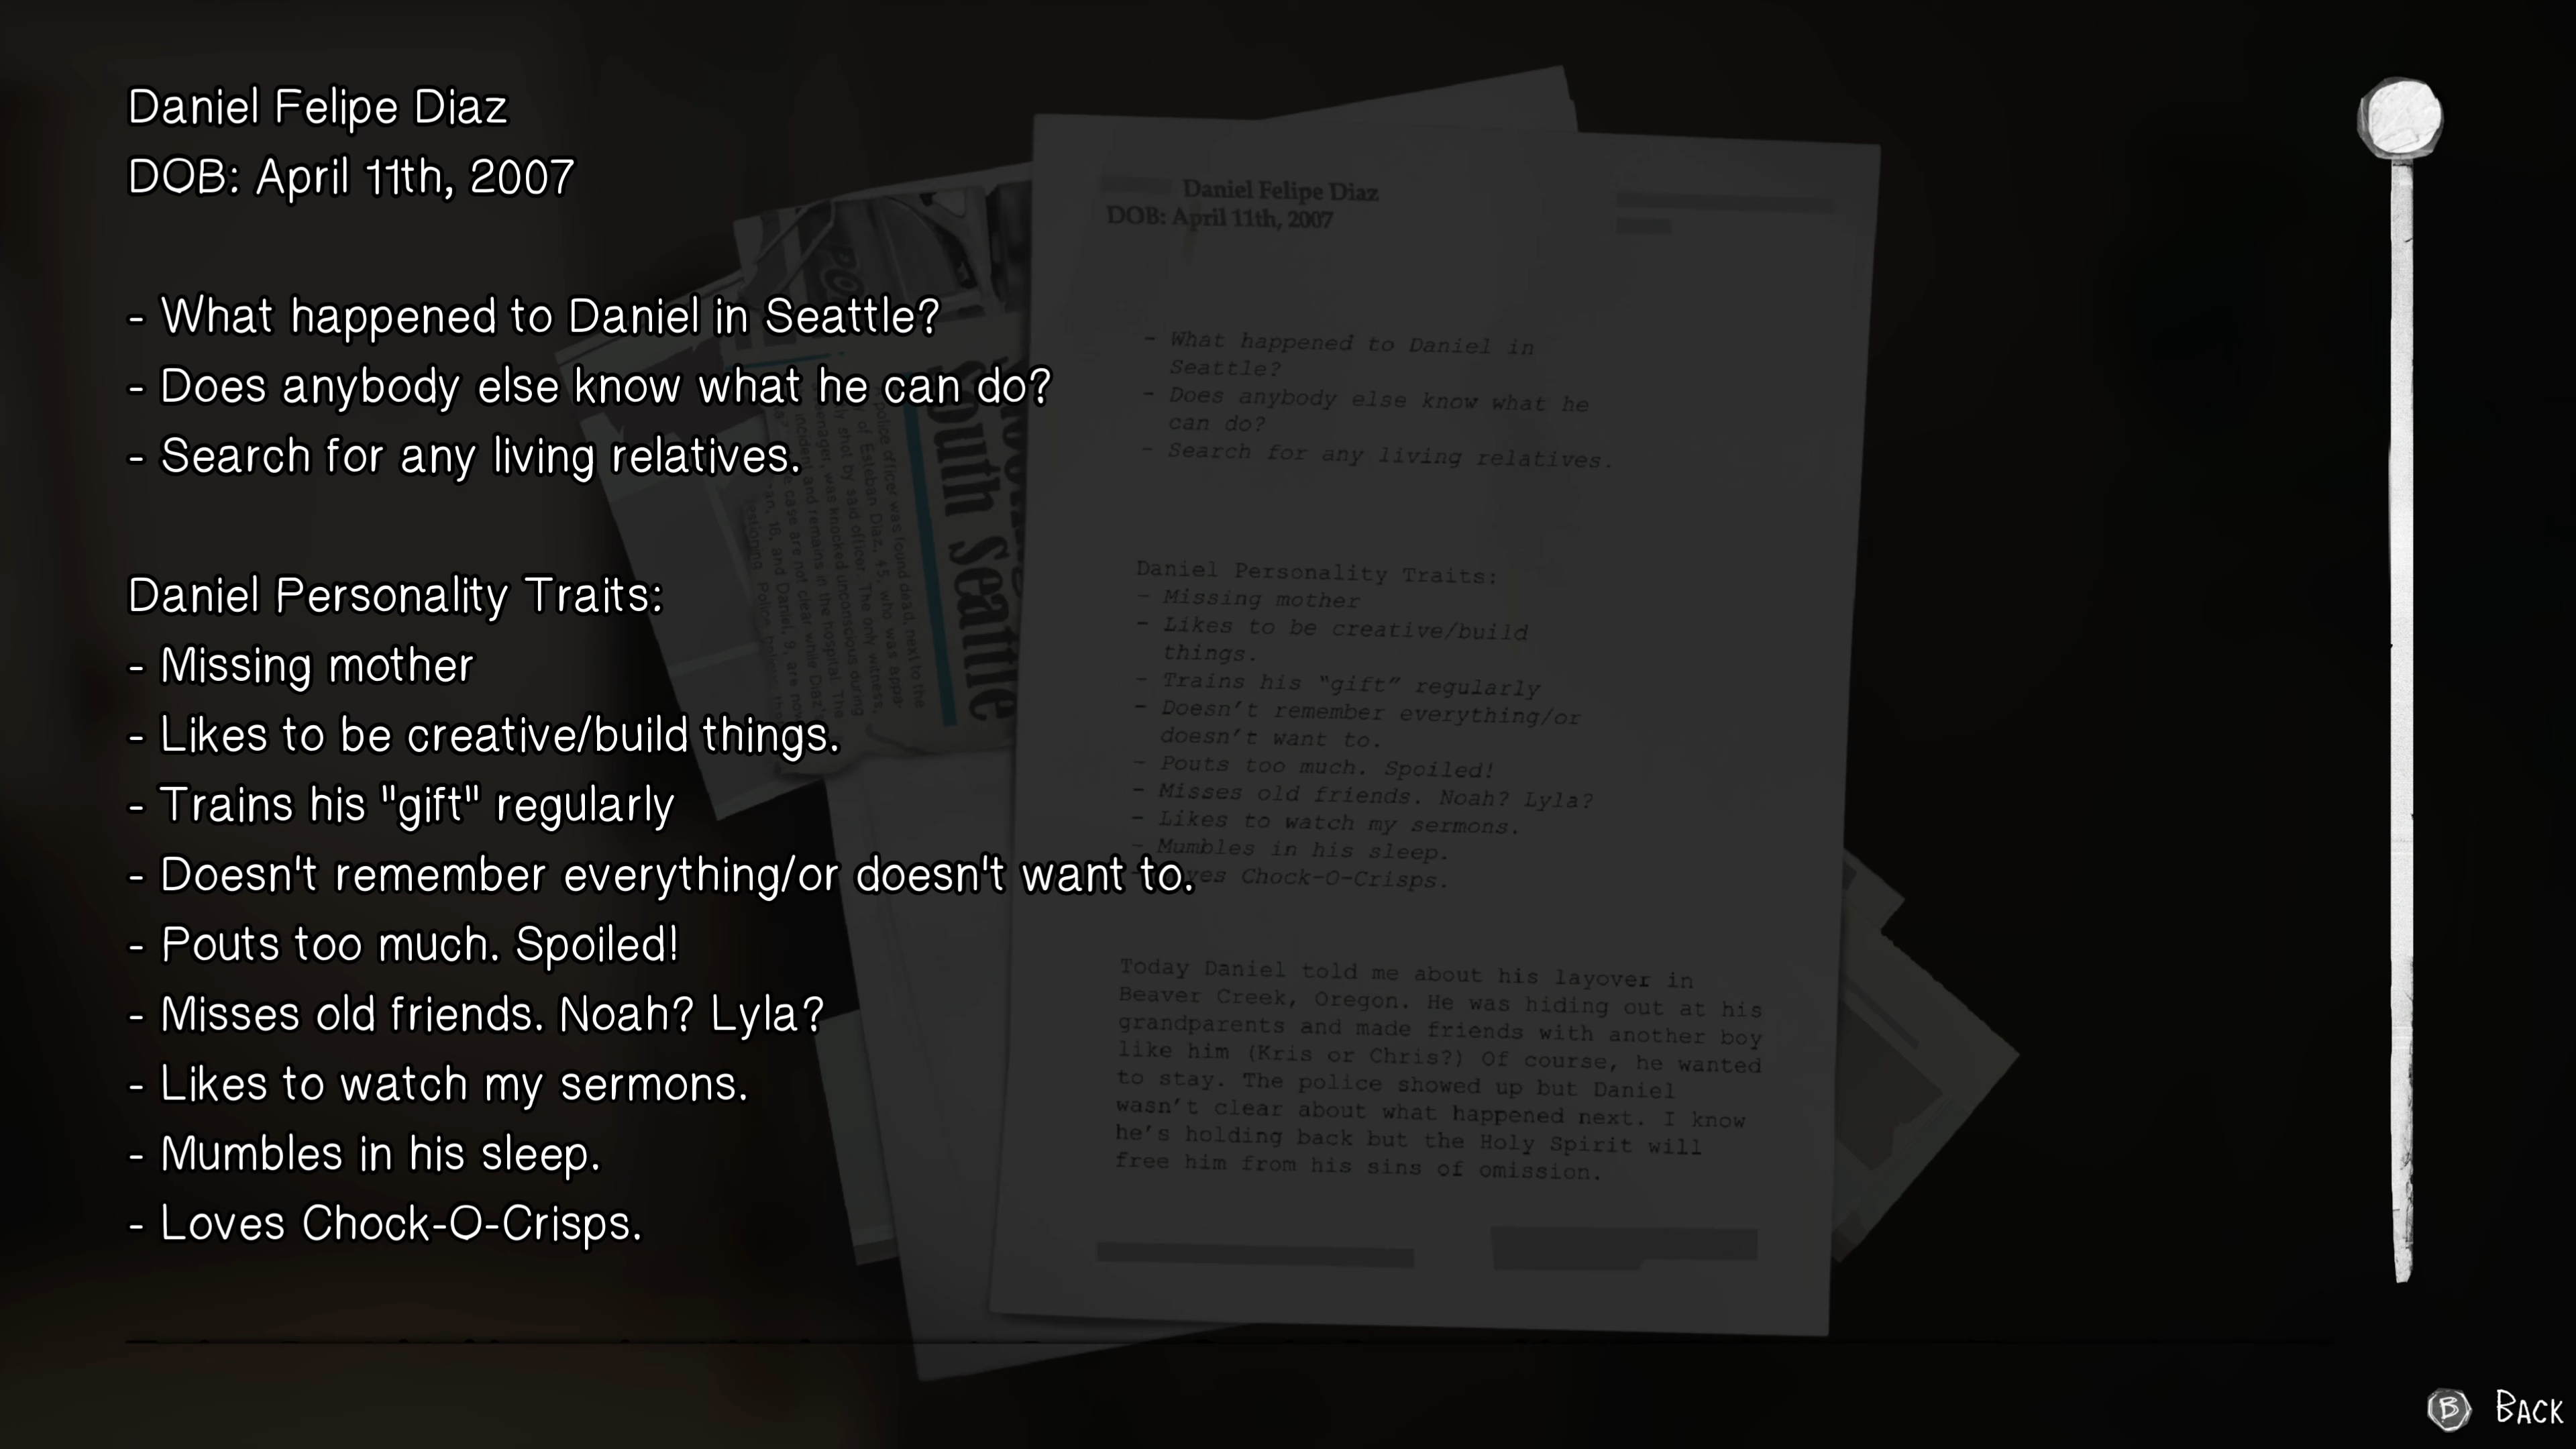 Daniel Felipe Diaz
DOB: April 11th, 2007
- What happened to Daniel in Seattle?
- Does anybody else know what he can do?
- Search for any living relatives.
Daniel Personality Traits:
- Missing mother
- Likes to be creative/build things.
- Trains his "gift" regularly
- Doesn't remember everything/or doesn't want to.
- Pouts too much. Spoiled!
- Misses old friends. Noah? Lyla?
- Likes to watch my sermons.
- Mumbles in his sleep.
- Loves Chock-O-Crisps.
South Seattle
Daniel Felipe Diaz
DOB: April 11th, 2007
- What happened to Daniel in
Seattle?
- Does anybody else know what he
can do?
- Search for any living relatives.
Daniel Personality Traits:
- Missing mother
- Likes to be creative/build
things.
- Trains his “gift” regularly
- Doesn't remember everything/or
doesn't want to.
- Pouts too much. Spoiled!
- Misses old friends. Noah? Lyla?
- Likes to watch my sermons.
- Mumbles in his sleep.
Chock-O-Crisps.
Today Daniel told me about his layover in
Beaver Creek, Oregon. He was hiding out at his
grandparents and made friends with another boy
like him (Kris or Chris?) Of course, he wanted
to stay. The police showed up but Daniel
wasn't clear about what happened next. I know
he's holding back but the Holy Spirit will
free him from his sins of omission.
B BACK